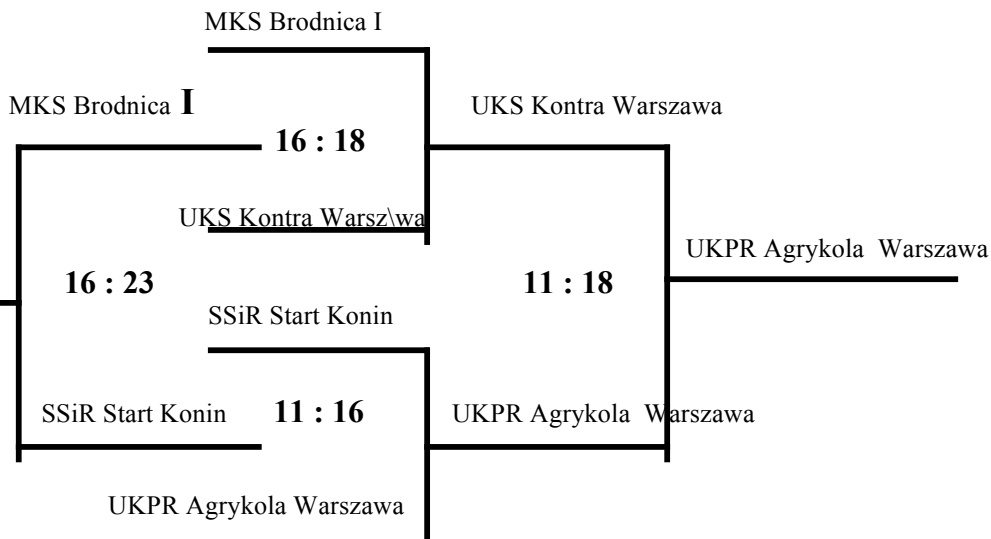 MKS Brodnica I
MKS Brodnica I
UKS Kontra Warszawa
16 : 18
UKS Kontra Warsz\wa
UKPR Agrykola Warszawa
16 : 23
11 : 18
SSiR Start Konin
SSiR Start Konin
11 : 16
UKPR Agrykola Warszawa
UKPR Agrykola Warszawa